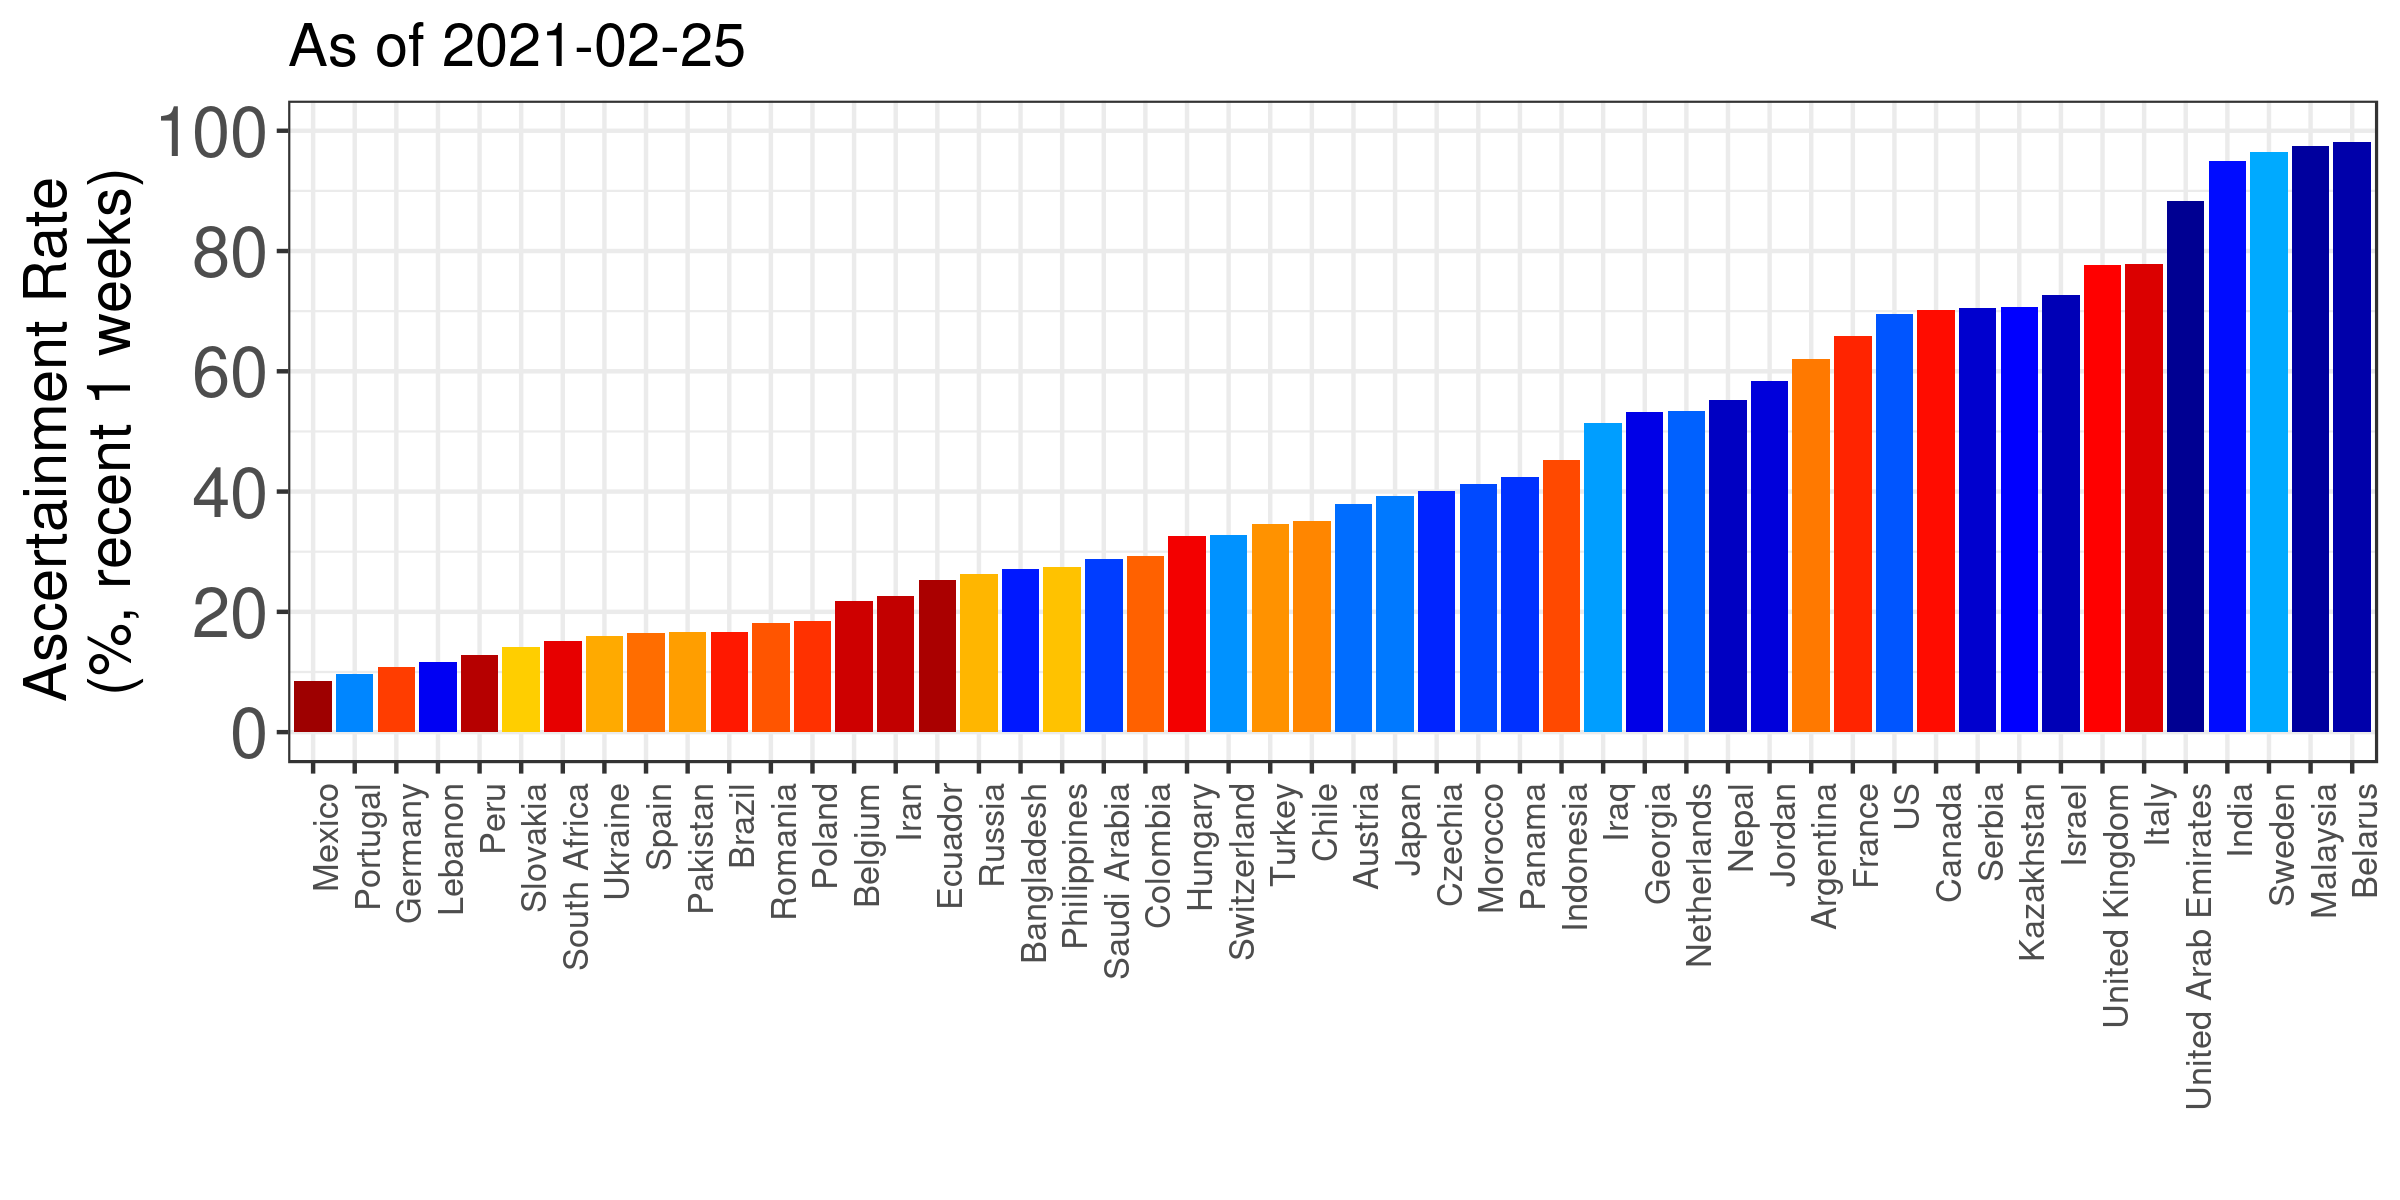 As of 2021-02-25
Ascertainment Rate
(%, recent 1 weeks)
100
80
60
40
20
0
Mexico
Portugal
Germany
Lebanon
Peru
Slovakia
South Africa
Ukraine
Spain
Pakistan
Brazil
Romania
Poland
Belgium
Iran
Ecuador
Russia
Bangladesh
Philippines
Saudi Arabia
Colombia
Hungary
Switzerland
Turkey
Chile
Austria
Japan
Czechia
Morocco
Panama
Indonesia
Iraq
Georgia
Netherlands
Nepal
Jordan
Argentina
France
US
Canada
Serbia
Kazakhstan
Israel
United Kingdom
Italy
United Arab Emirates
India
Sweden
Malaysia
Belarus